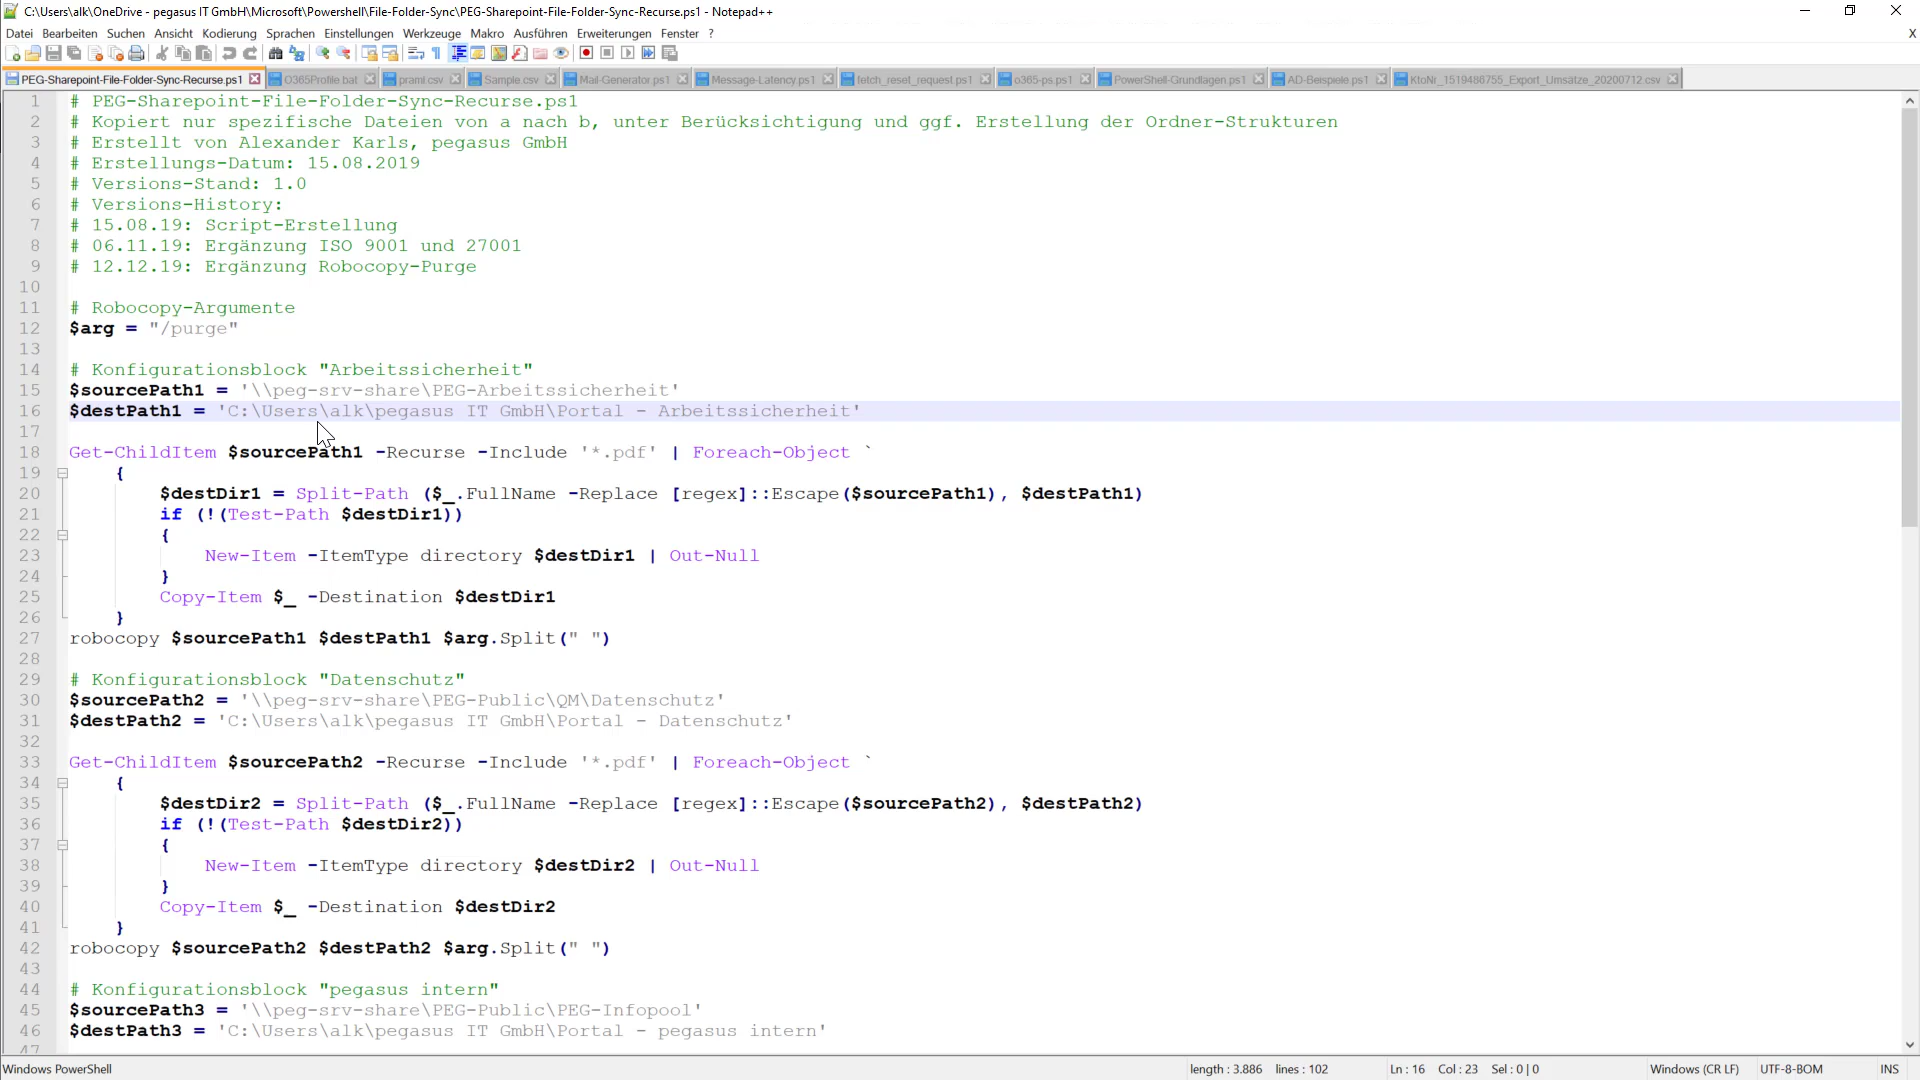 C:\Users\alk\OneDrive - pegasus IT GmbH\Microsoft\Powershell\File-Folder-Sync\PEG-Sharepoint-File-Folder-Sync-Recurse.ps1 - Notepad++
Datei Bearbeiten Suchen Ansicht Kodierung Sprachen Einstellungen Werkzeuge Makro Ausführen Erweiterungen Fenster ? X
PEG-Sharepoint-File-Folder-Sync-Recurse.ps1 O365Profile.bat praml.csv Sample.csv Mail-Generator.ps1 Message-Latency.ps1 fetch_reset_request.ps1 o365-ps.ps1 PowerShell-Grundlagen.ps1 AD-Beispiele.ps1 KtoNr_1519486755_Export_Umsatze_20200712.csv
1 # PEG-Sharepoint-File-Folder-Sync-Recurse.ps1
2 # Kopiert nur spezifische Dateien von a nach b, unter Berücksichtigung und ggf. Erstellung der Ordner-Strukturen
3 # Erstellt von Alexander Karls, pegasus GmbH
4 # Erstellungs-Datum: 15.08.2019
5 # Versions-Stand: 1.0
6 # Versions-History:
7 # 15.08.19: Script-Erstellung
8 # 06.11.19: Ergänzung ISO 9001 und 27001
9 # 12.12.19: Ergänzung Robocopy-Purge
10
11 # Robocopy-Argumente
12 $arg = "/purge"
13
14 # Konfigurationsblock "Arbeitssicherheit"
15 $sourcePath1 = '\\peg-srv-share\PEG-Arbeitssicherheit'
16 $destPath1 = 'C:\Users\alk\pegasus IT GmbH\Portal - Arbeitssicherheit'
17
18 Get-ChildItem $sourcePath1 -Recurse -Include '*.pdf' | Foreach-Object `
19 {
20 $destDir1 = Split-Path ($_.FullName -Replace [regex]::Escape($sourcePath1), $destPath1)
21 if (!(Test-Path $destDir1))
22 {
23 New-Item -ItemType directory $destDir1 | Out-Null
24 }
25 Copy-Item $_ -Destination $destDir1
26 }
27 robocopy $sourcePath1 $destPath1 $arg.Split(" ")
28
29 # Konfigurationsblock "Datenschutz"
30 $sourcePath2 = '\\peg-srv-share\PEG-Public\QM\Datenschutz'
31 $destPath2 = 'C:\Users\alk\pegasus IT GmbH\Portal - Datenschutz'
32
33 Get-ChildItem $sourcePath2 -Recurse -Include '*.pdf' | Foreach-Object `
34 {
35 $destDir2 = Split-Path ($_.FullName -Replace [regex]::Escape($sourcePath2), $destPath2)
36 if (!(Test-Path $destDir2))
37 {
38 New-Item -ItemType directory $destDir2 | Out-Null
39 }
40 Copy-Item $_ -Destination $destDir2
41 }
42 robocopy $sourcePath2 $destPath2 $arg.Split(" ")
43
44 # Konfigurationsblock "pegasus intern"
45 $sourcePath3 = '\\peg-srv-share\PEG-Public\PEG-Infopool'
46 $destPath3 = 'C:\Users\alk\pegasus IT GmbH\Portal - pegasus intern'
47
Windows PowerShell length : 3.886 lines : 102 Ln : 16 Col : 23 Sel : 0 | 0 Windows (CR LF) UTF-8-BOM INS